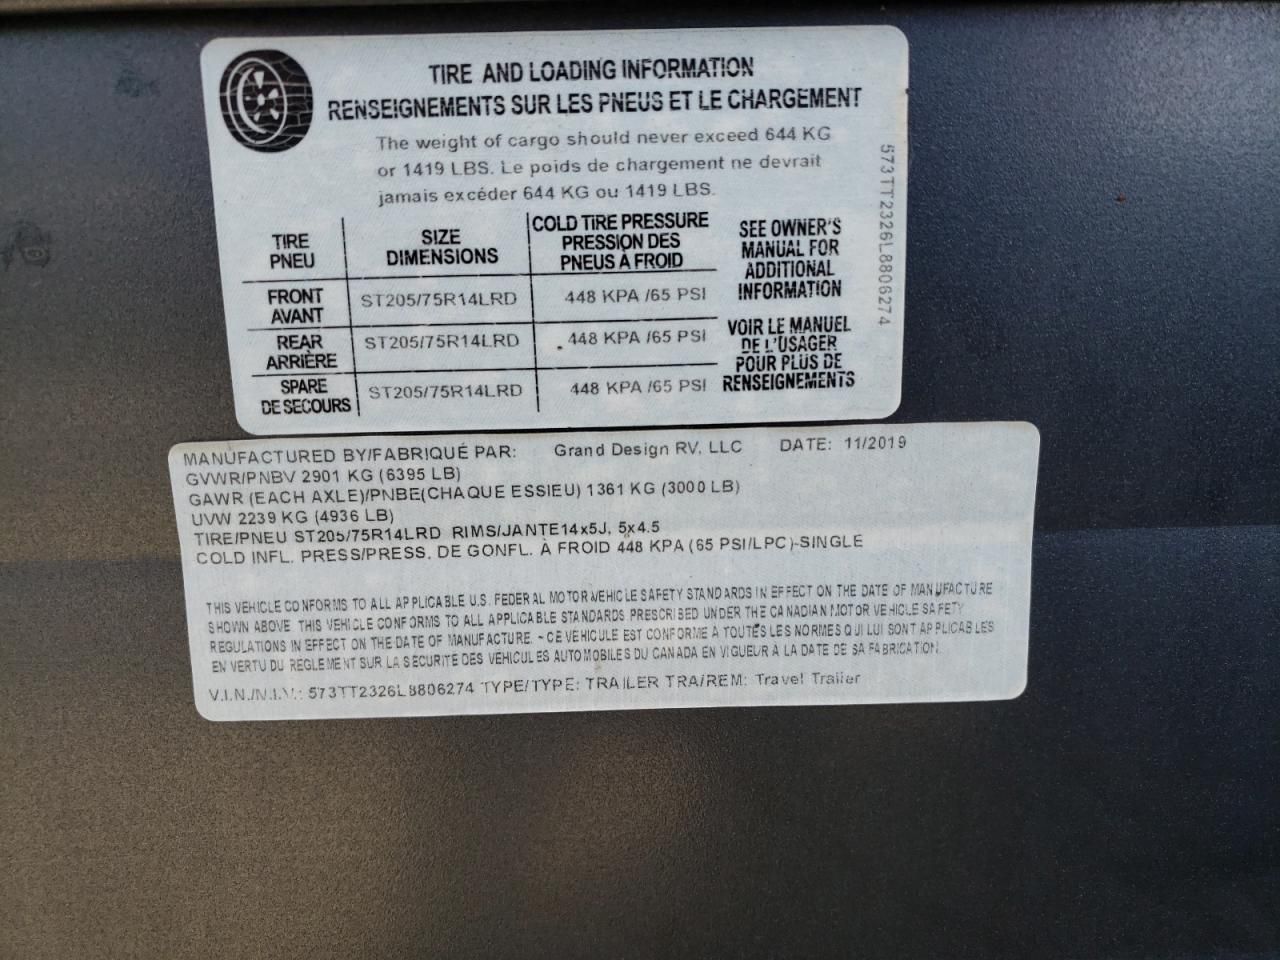 TIRE AND LOADING INFORMATION
RENSEIGNEMENTS SUR LES PNEUS ET LE CHARGEMENT
The weight of cargo should never exceed 644 KG
or 1419 LBS. Le poids de chargement ne devrait
jamais excéder 644 KG ou 1419 LBS.
TIRE
PNEU
SIZE
DIMENSIONS
COLD TIRE PRESSURE
PRESSION DES
PNEUS À FROID
FRONT
AVANT
ST205/75R14LRD
448 KPA /65 PSI
REAR
ARRIÈRE
ST205/75R14LRD
448 KPA /65 PSI
SPARE
DE SECOURS
ST205/75R14LRD
448 KPA /65 PSI
SEE OWNER'S
MANUAL FOR
ADDITIONAL
INFORMATION
VOIR LE MANUEL
DE L'USAGER
POUR PLUS DE
RENSEIGNEMENTS
573TT2326L8806274
MANUFACTURED BY/FABRIQUÉ PAR: Grand Design RV, LLC DATE: 11/2019
GVWR/PNBV 2901 KG (6395 LB)
GAWR (EACH AXLE)/PNBE(CHAQUE ESSIEU) 1361 KG (3000 LB)
UVW 2239 KG (4936 LB)
TIRE/PNEU ST205/75R14LRD RIMS/JANTE14x5J, 5x4.5
COLD INFL. PRESS/PRESS. DE GONFL. À FROID 448 KPA (65 PSI/LPC)-SINGLE
THIS VEHICLE CONFORMS TO ALL APPLICABLE U.S. FEDERAL MOTOR VEHICLE SAFETY STANDARDS IN EFFECT ON THE DATE OF MANUFACTURE
SHOWN ABOVE THIS VEHICLE CONFORMS TO ALL APPLICABLE STANDARDS PRESCRIBED UNDER THE CANADIAN MOTOR VEHICLE SAFETY
REGULATIONS IN EFFECT ON THE DATE OF MANUFACTURE. - CE VEHICULE EST CONFORME À TOUTES LES NORMES QUI LUI SONT APPLICABLES
EN VERTU DU REGLEMENT SUR LA SECURITE DES VEHICULES AUTOMOBILES DU CANADA EN VIGUEUR À LA DATE DE SA FABRICATION.
V.I.N./N.I.V.: 573TT2326L8806274 TYPE/TYPE: TRAILER TRA/REM: Travel Trailer